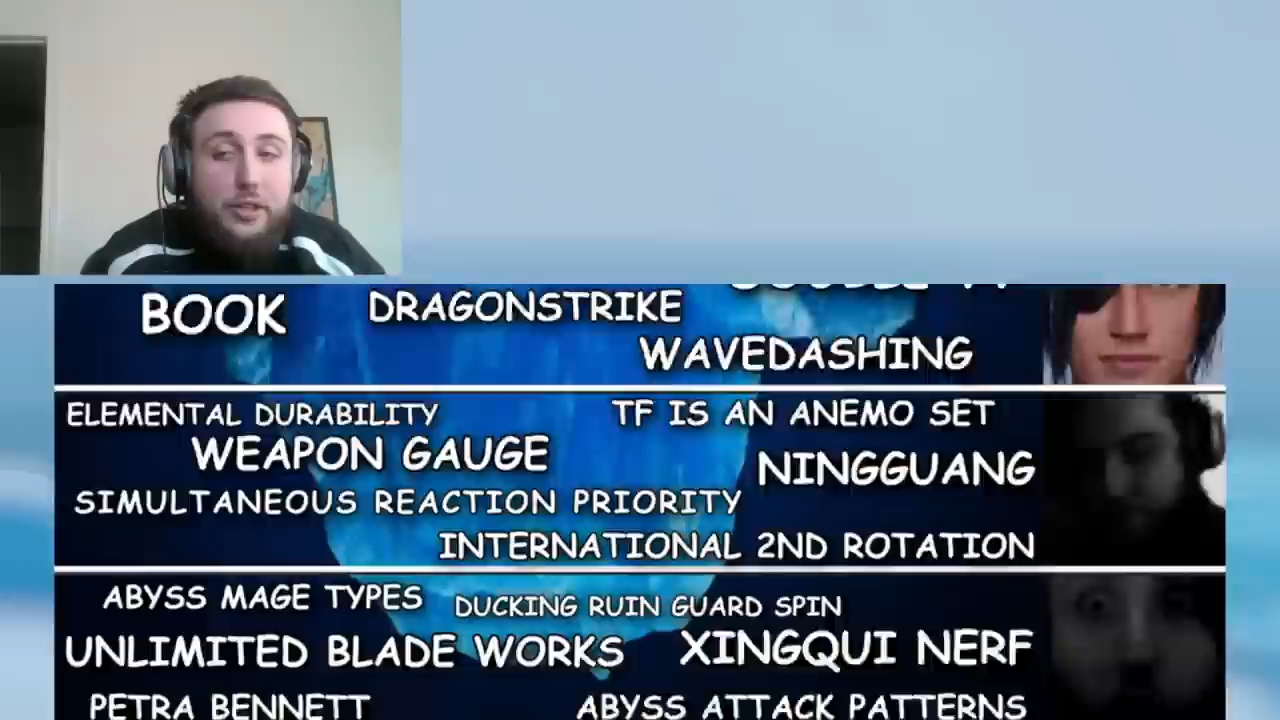 BOOK
DRAGONSTRIKE
WAVEDASHING
ELEMENTAL DURABILITY
TF IS AN ANEMO SET
WEAPON GAUGE
NINGGUANG
SIMULTANEOUS REACTION PRIORITY
INTERNATIONAL 2ND ROTATION
ABYSS MAGE TYPES
DUCKING RUIN GUARD SPIN
UNLIMITED BLADE WORKS
XINGQUI NERF
PETRA BENNETT
ABYSS ATTACK PATTERNS